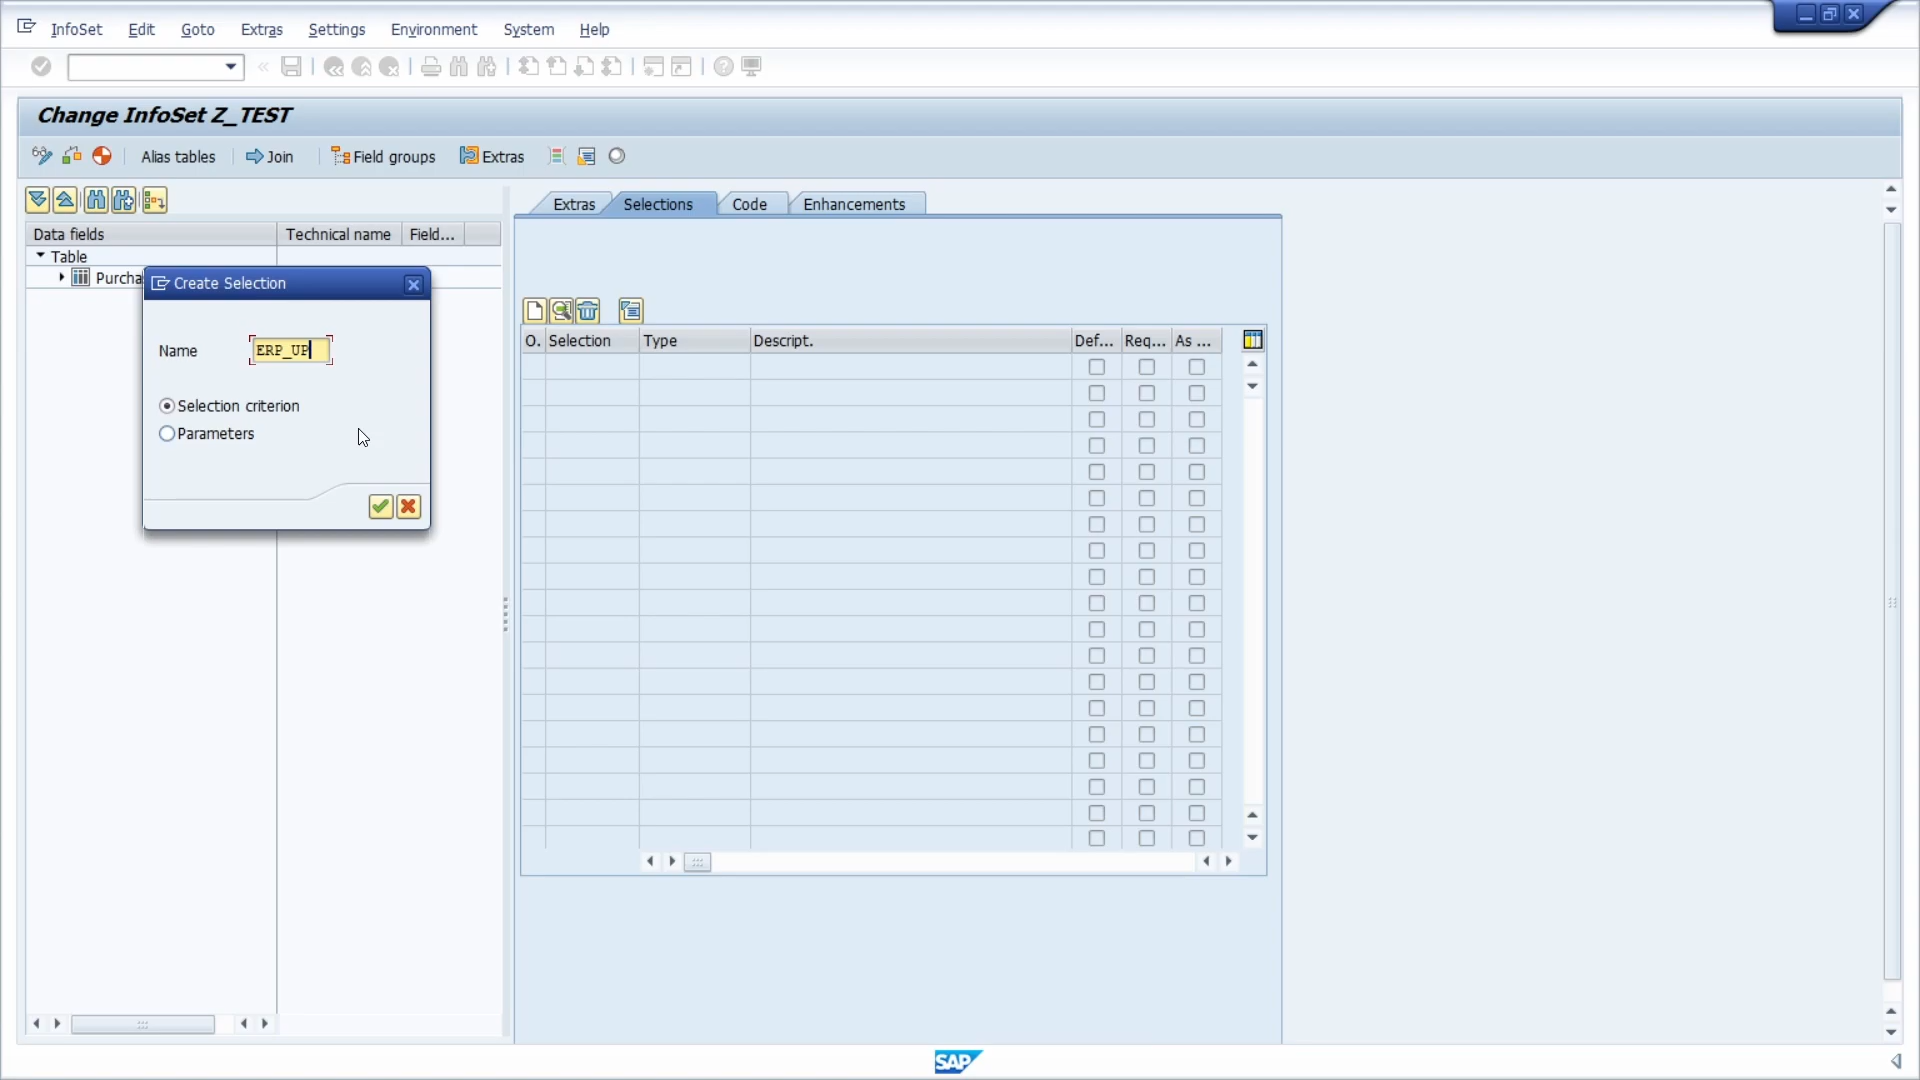 InfoSet Edit Goto Extras Settings Environment System Help
Change InfoSet Z_TEST
Alias tables Join Field groups Extras
Extras Selections Code Enhancements
Data fields Technical name Field...
Table
Purcha
Create Selection
Name ERP_UP
Selection criterion
Parameters
O. Selection Type Descript. Def... Req... As ...
SAP